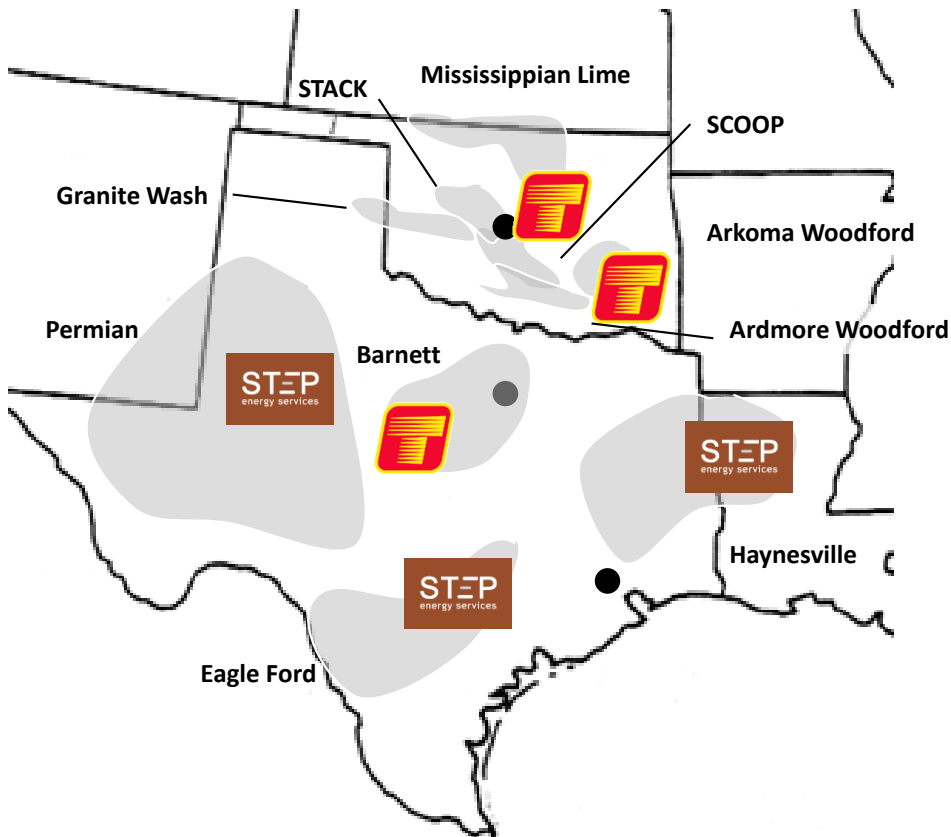 Mississippian Lime
STACK
SCOOP
Granite Wash
T
Arkoma Woodford
T
Permian
Ardmore Woodford
Barnett
STEP
energy services
T
STEP
energy services
Haynesville
STEP
energy services
Eagle Ford